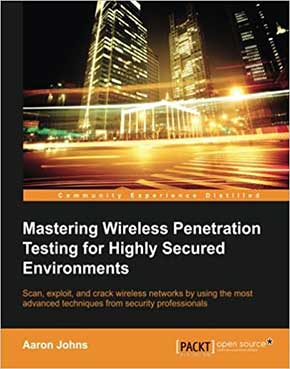 Community Experience Distilled
Mastering Wireless Penetration
Testing for Highly Secured
Environments
Scan, exploit, and crack wireless networks by using the most
advanced techniques from security professionals
Aaron Johns
[PACKT] open source*
PUBLISHING